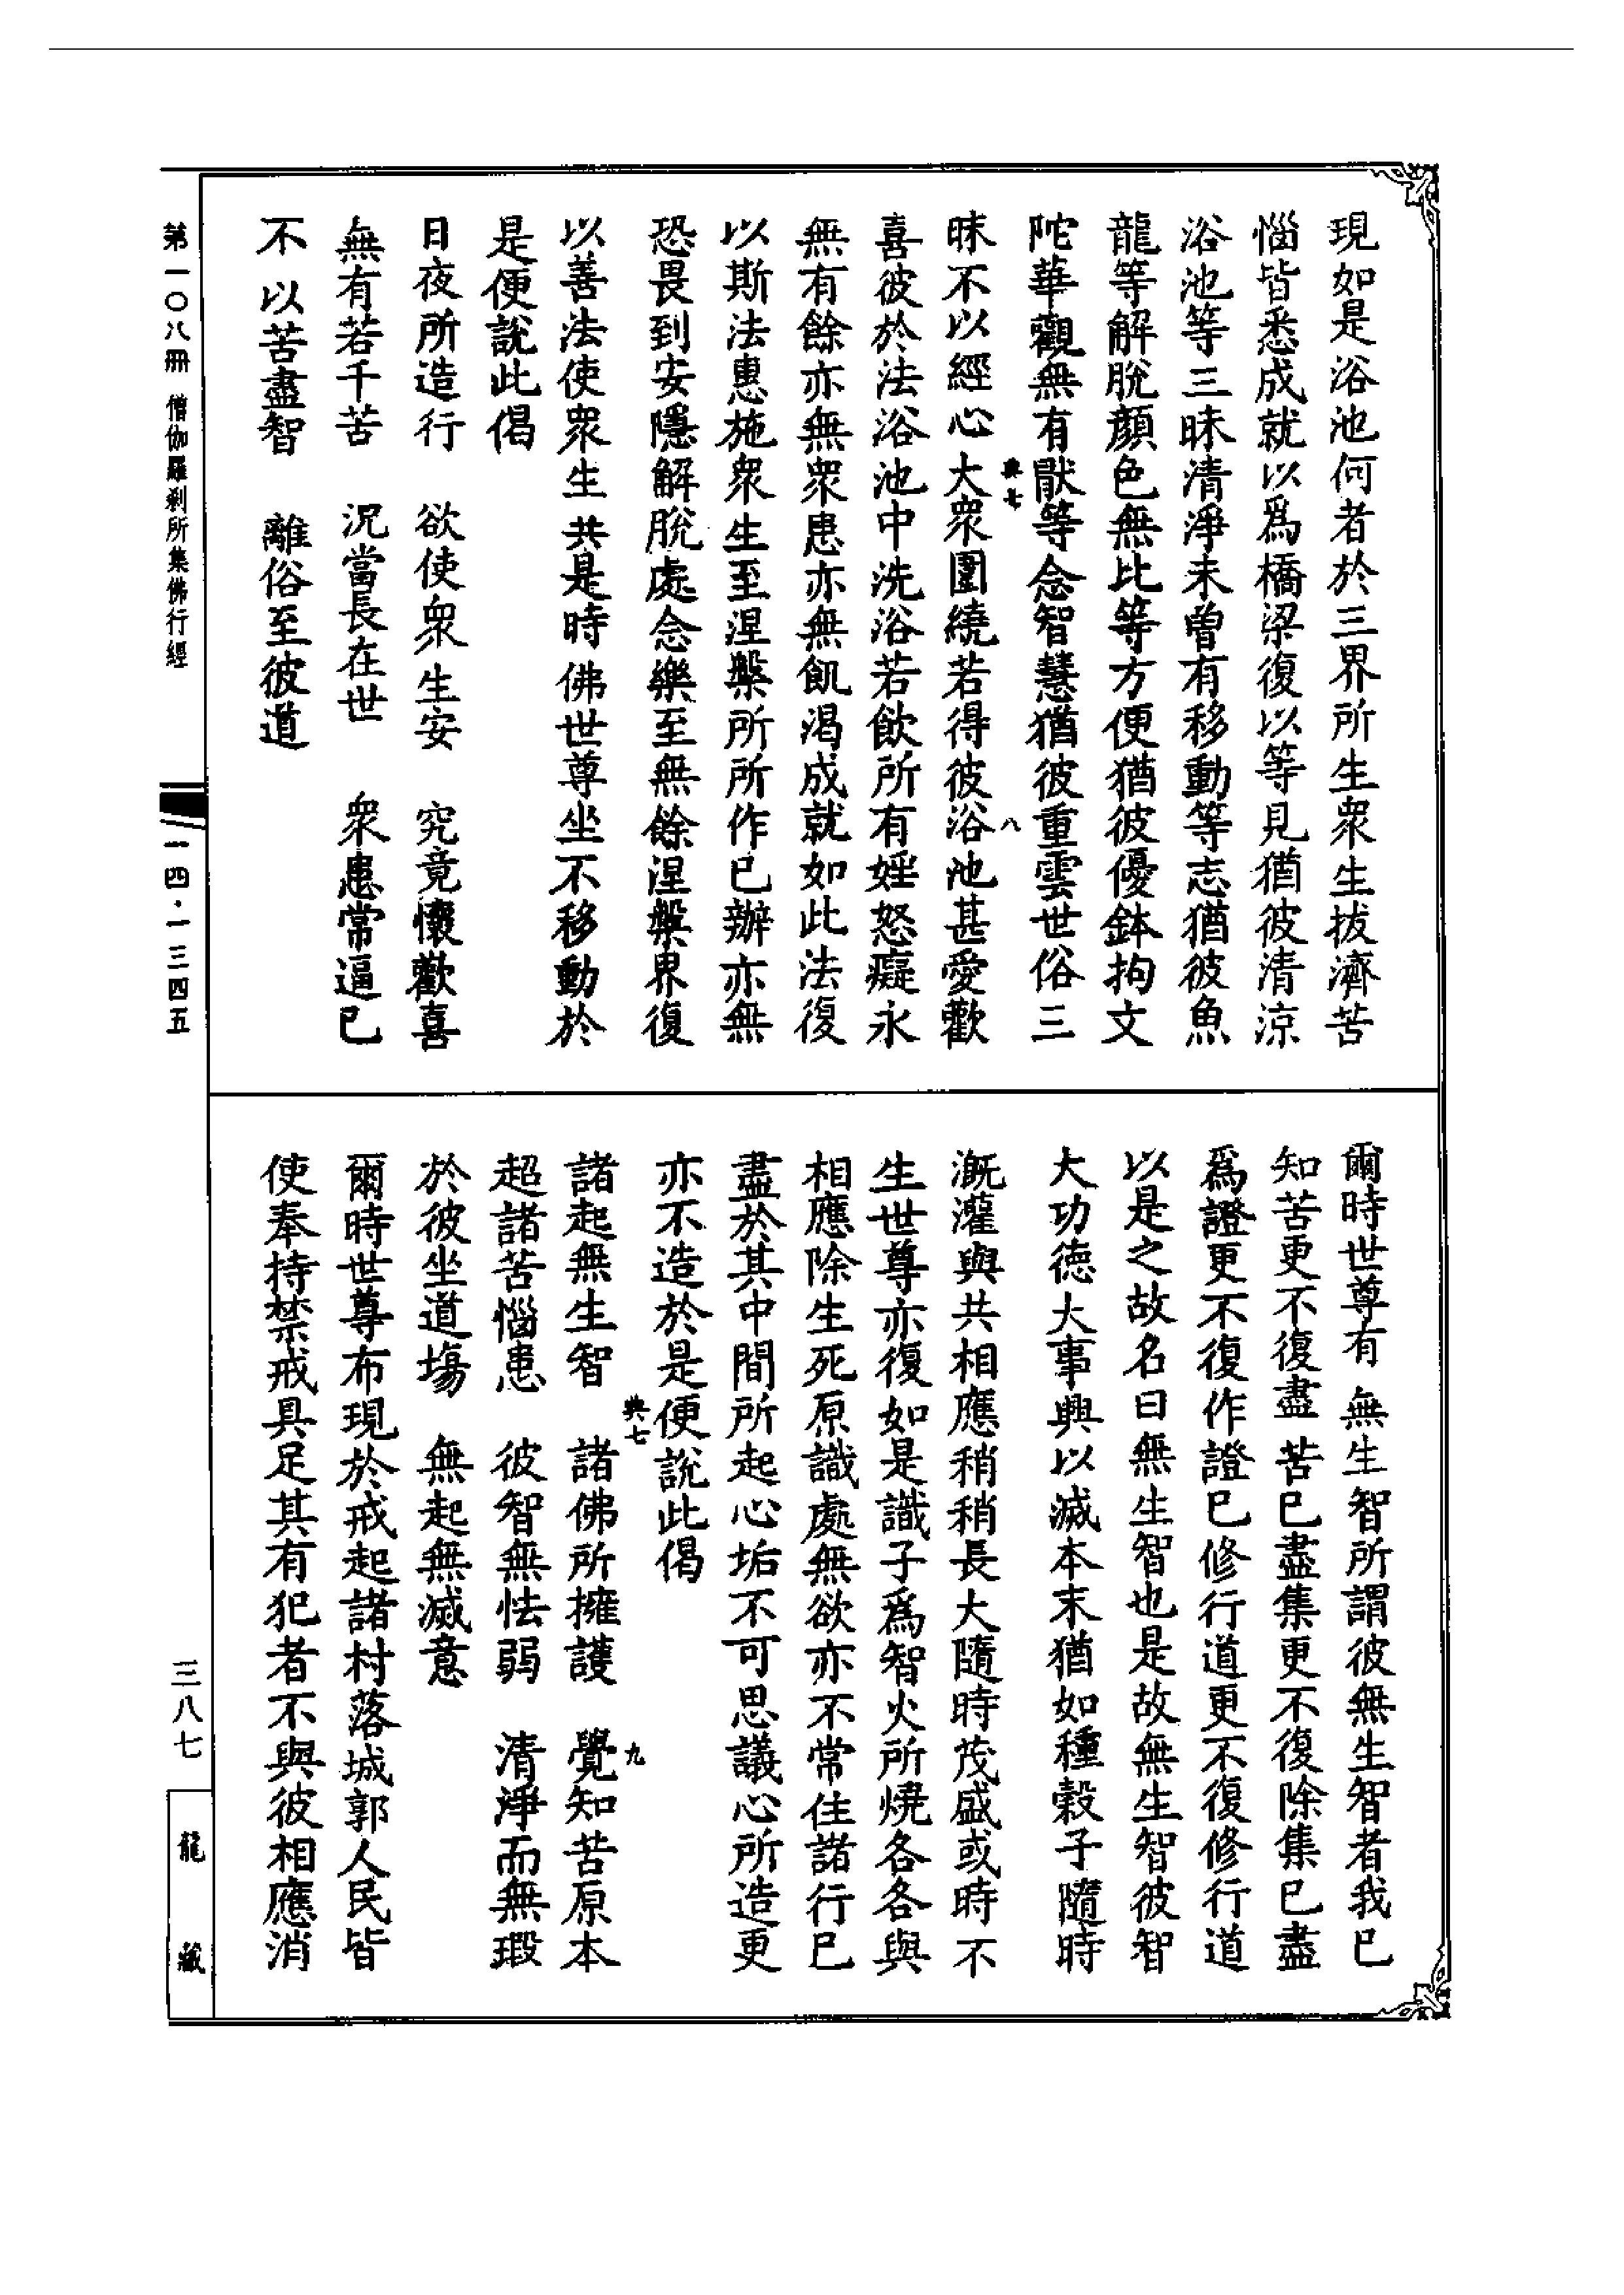 現如是浴池何者於三界所生衆生拔濟苦
惱皆悉成就以爲橋梁復以等見猶彼清涼
浴池等三昧清淨未曾有移動等志猶彼魚
龍等解脫顏色無比等方便猶彼優鉢拘文
陀華觀無有猒等念智慧猶彼重雲世俗三
典七 八
昧不以經心大衆圍繞若得彼浴池甚愛歡
喜彼於法浴池中洗浴若飲所有婬怒癡永
無有餘亦無衆患亦無飢渴成就如此法復
以斯法惠施衆生至涅槃所所作已辦亦無
恐畏到安隱解脫處念樂至無餘涅槃界復
以善法使衆生共是時佛世尊坐不移動於
是便說此偈
日夜所造行 欲使衆生安 究竟懷歡喜
無有若干苦 況當長在世 衆患常逼已
不以苦盡智 離俗至彼道
爾時世尊有無生智所謂彼無生智者我已
知苦更不復盡苦已盡集更不復除集已盡
爲證更不復作證已修行道更不復修行道
以是之故名曰無生智也是故無生智彼智
大功德大事興以滅本末猶如種穀子隨時
漑灌與共相應稍稍長大隨時茂盛或時不
生世尊亦復如是識子爲智火所燒各各與
相應除生死原識處無欲亦不常住諸行已
盡於其中間所起心垢不可思議心所造更
亦不造於是便說此偈
典七 九
諸起無生智 諸佛所擁護 覺知苦原本
超諸苦惱患 彼智無怯弱 清淨而無瑕
於彼坐道場 無起無滅意
爾時世尊布現於戒起諸村落城郭人民皆
使奉持禁戒具足其有犯者不與彼相應消
第一〇八冊 僧伽羅刹所集佛行經
一四·一三四五
三八七
龍藏